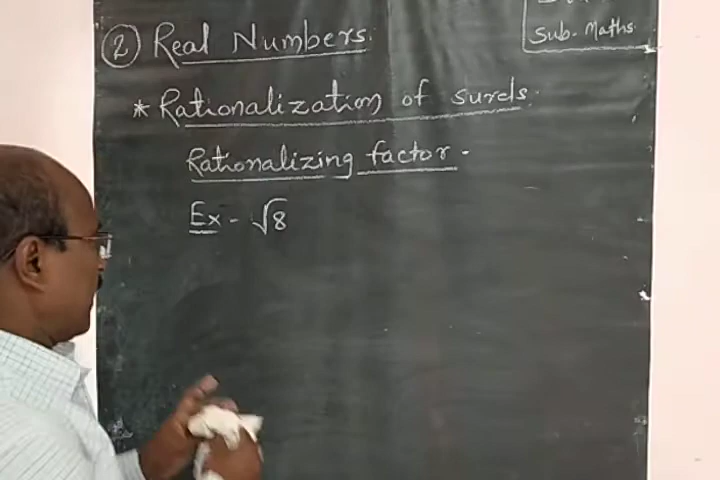 Sub. Maths.
② Real Numbers.
* Rationalization of surds.
Rationalizing factor.
Ex - √8